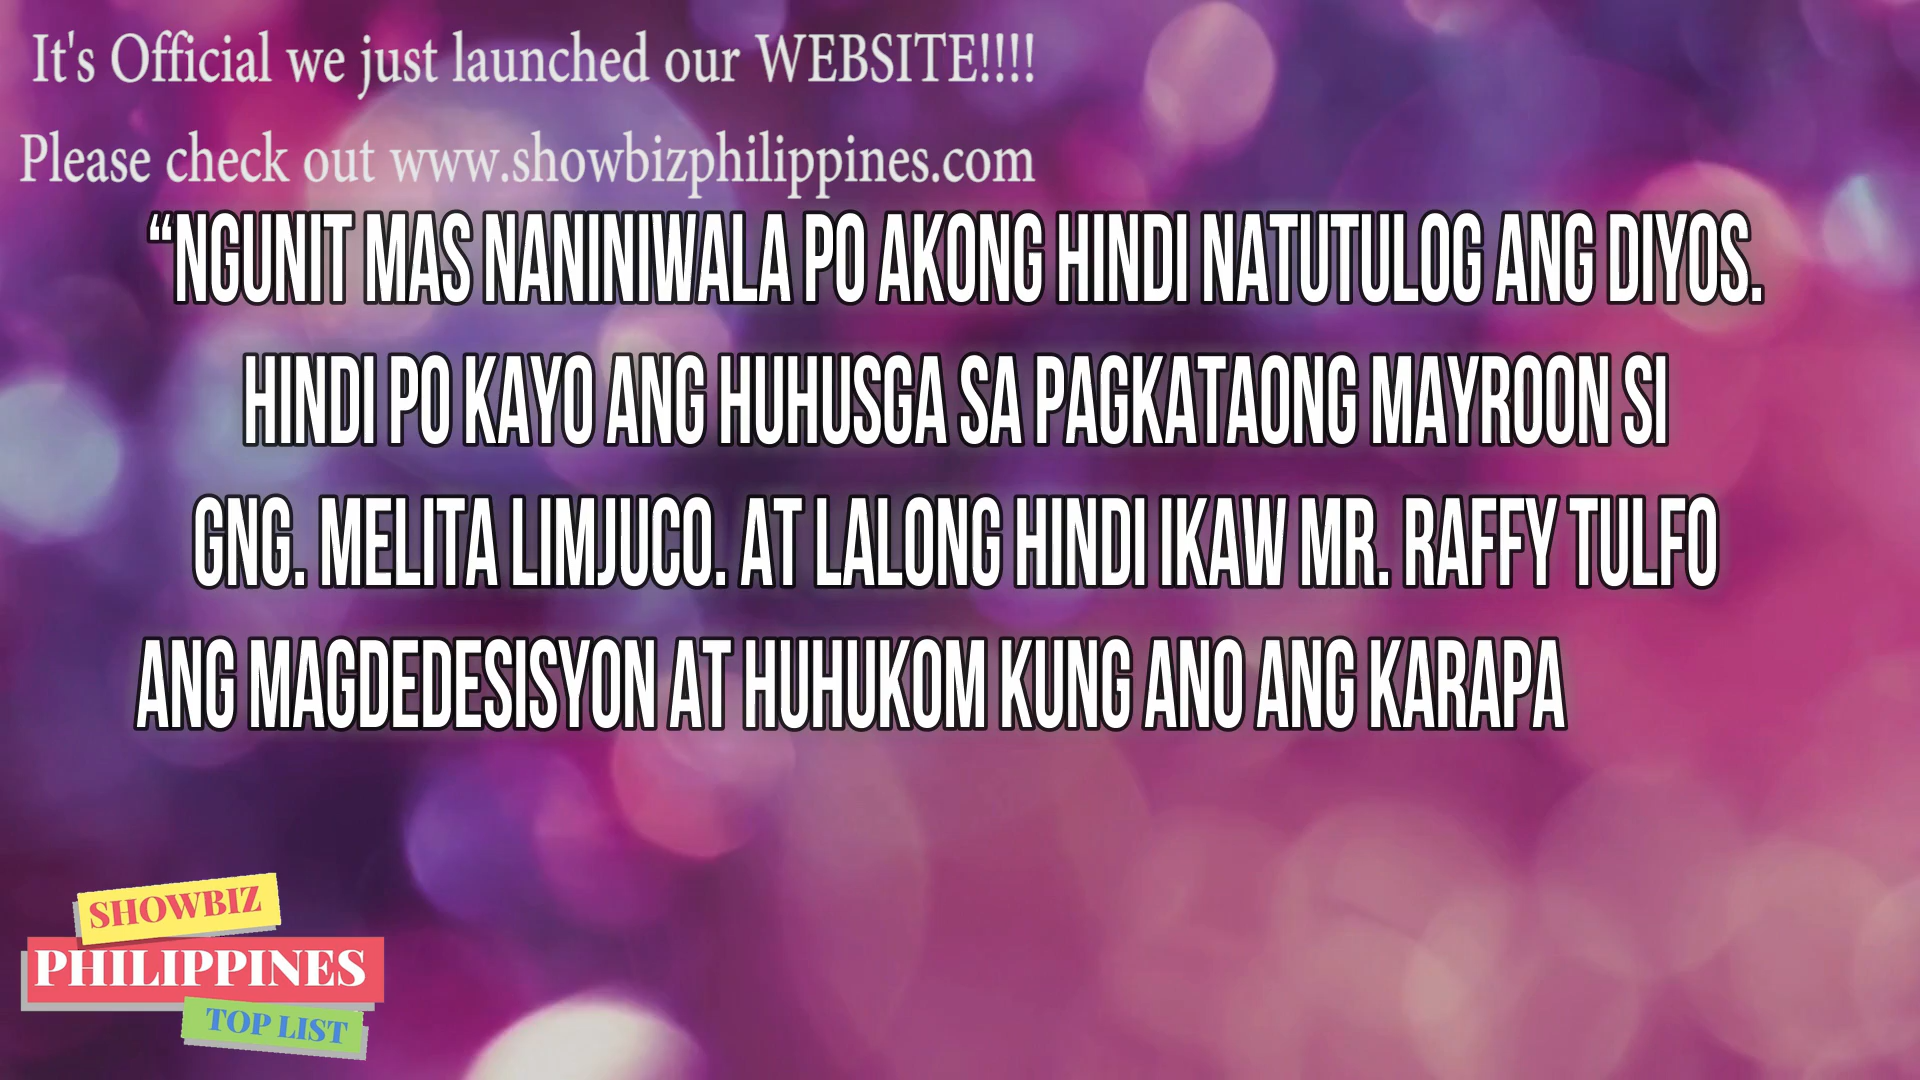 It's Official we just launched our WEBSITE!!!!
Please check out www.showbizphilippines.com
“NGUNIT MAS NANINIWALA PO AKONG HINDI NATUTULOG ANG DIYOS.
HINDI PO KAYO ANG HUHUSGA SA PAGKATAONG MAYROON SI
GNG. MELITA LIMJUCO. AT LALONG HINDI IKAW MR. RAFFY TULFO
ANG MAGDEDESISYON AT HUHUKOM KUNG ANO ANG KARAPA
SHOWBIZ
PHILIPPINES
TOP LIST